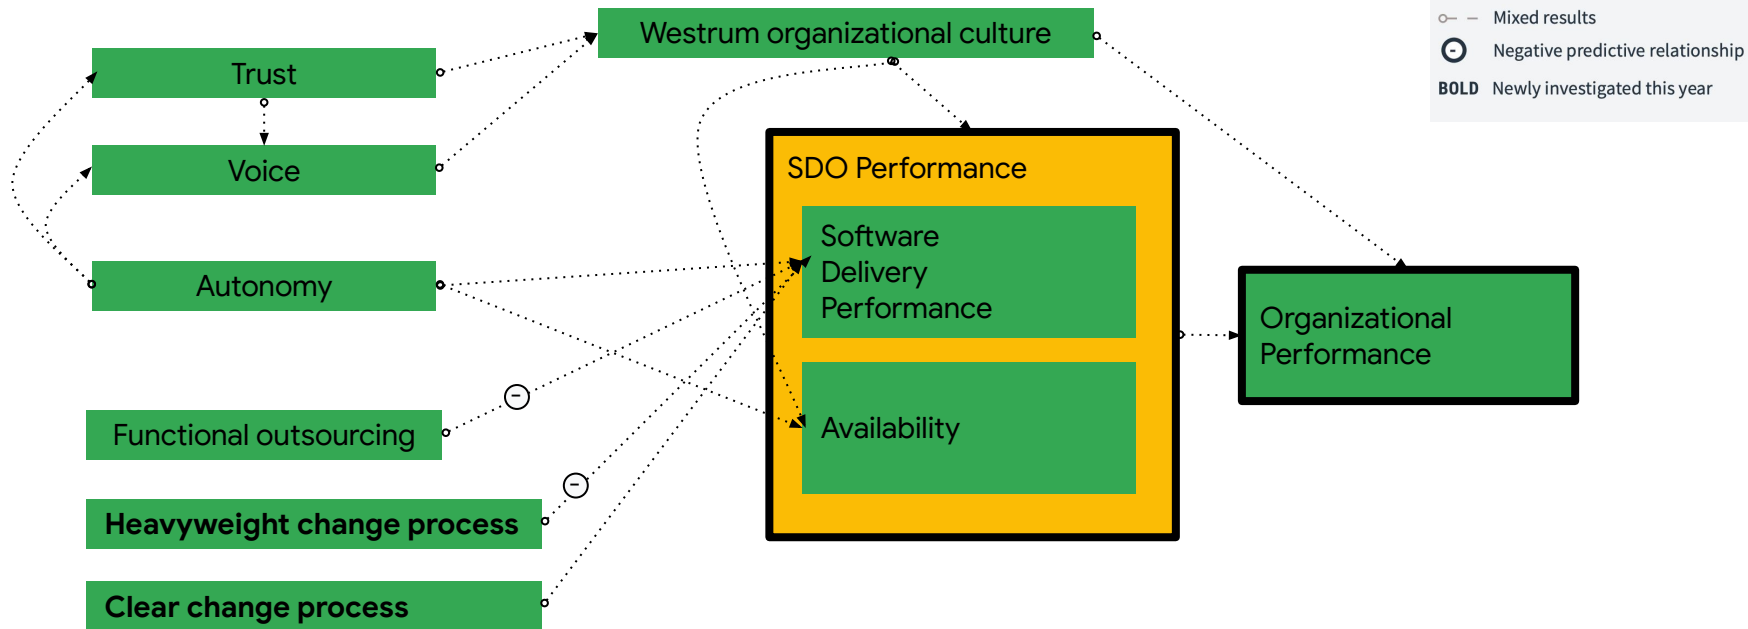 Westrum organizational culture
Mixed results
Negative predictive relationship
BOLD Newly investigated this year
Trust
Voice
Autonomy
Functional outsourcing
Heavyweight change process
Clear change process
SDO Performance
Software
Delivery
Performance
Availability
Organizational
Performance